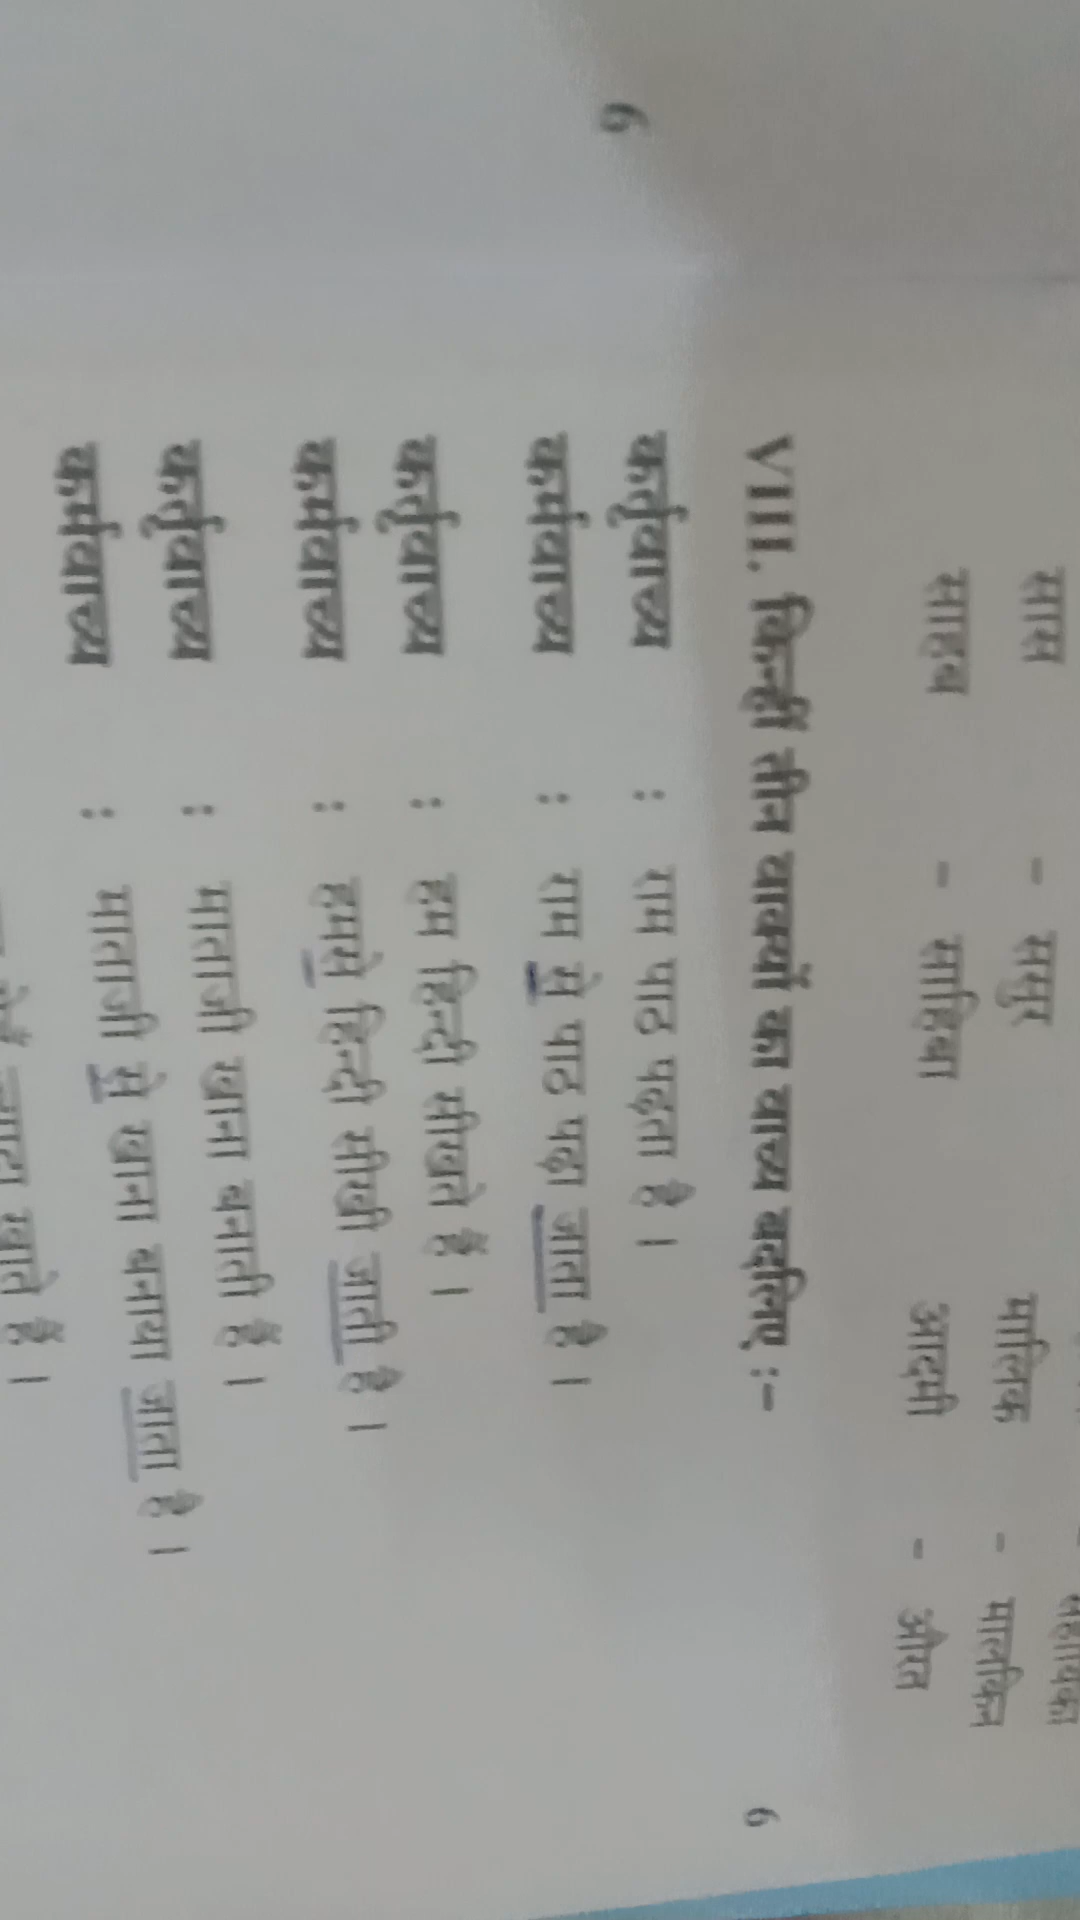 सास - ससुर मालिक - मालकिन
साहब - साहिबा आदमी - औरत
VIII. किन्हीं तीन वाक्यों का वाच्य बदलिए :- 6
कर्तृवाच्य : राम पाठ पढ़ता है ।
6
कर्मवाच्य : राम से पाठ पढ़ा जाता है ।
कर्तृवाच्य : हम हिन्दी सीखते हैं ।
कर्मवाच्य : हमसे हिन्दी सीखी जाती है ।
कर्तृवाच्य : माताजी खाना बनाती हैं ।
कर्मवाच्य : माताजी से खाना बनाया जाता है ।
खाते हैं ।